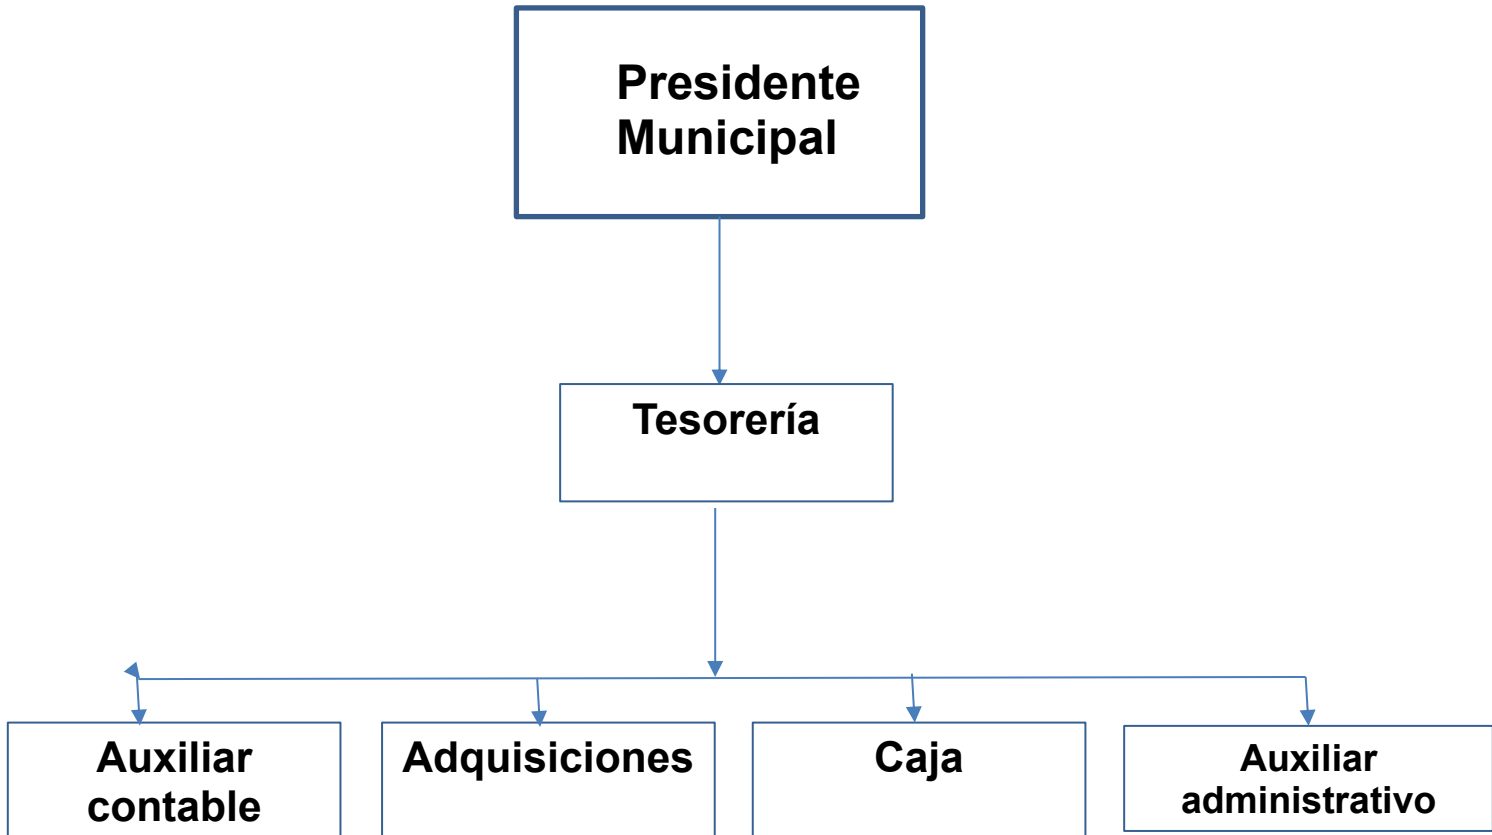 Presidente
Municipal
Tesorería
Auxiliar
contable
Adquisiciones
Caja
Auxiliar
administrativo